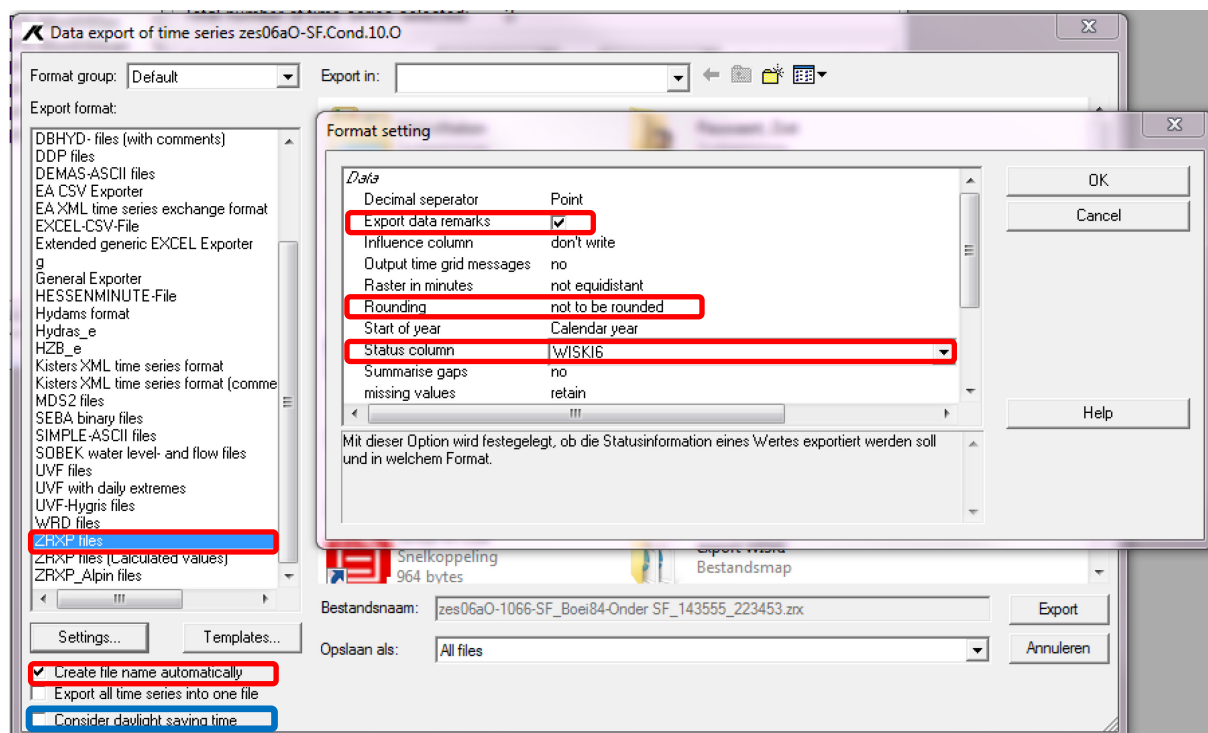 Data export of time series zes06aO-SF.Cond.10.O
Format group: Default
Export in:
Export format:
DBHYD- files (with comments)
DDP files
DEMAS-ASCII files
EA CSV Exporter
EA XML time series exchange format
EXCEL-CSV-File
Extended generic EXCEL Exporter
g
General Exporter
HESSENMINUTE-File
Hydams format
Hydras_e
HZB_e
Kisters XML time series format
Kisters XML time series format (comme
MDS2 files
SEBA binary files
SIMPLE-ASCII files
SOBEK water level- and flow files
UVF files
UVF with daily extremes
UVF-Hygris files
WRD files
ZRXP files
ZRXP files (Calculated values)
ZRXP_Alpin files
Settings...
Templates...
Create file name automatically
Export all time series into one file
Consider daylight saving time
Format setting
Data
Decimal seperator Point
Export data remarks
Influence column don't write
Output time grid messages no
Raster in minutes not equidistant
Rounding not to be rounded
Start of year Calendar year
Status column WISKI6
Summarise gaps no
missing values retain
Mit dieser Option wird festegelegt, ob die Statusinformation eines Wertes exportiert werden soll
und in welchem Format.
OK
Cancel
Help
Snelkoppeling
964 bytes
Bestandsmap
Bestandsnaam: zes06aO-1066-SF_Boei84-Onder SF_143555_223453.zrx
Export
Opslaan als: All files
Annuleren